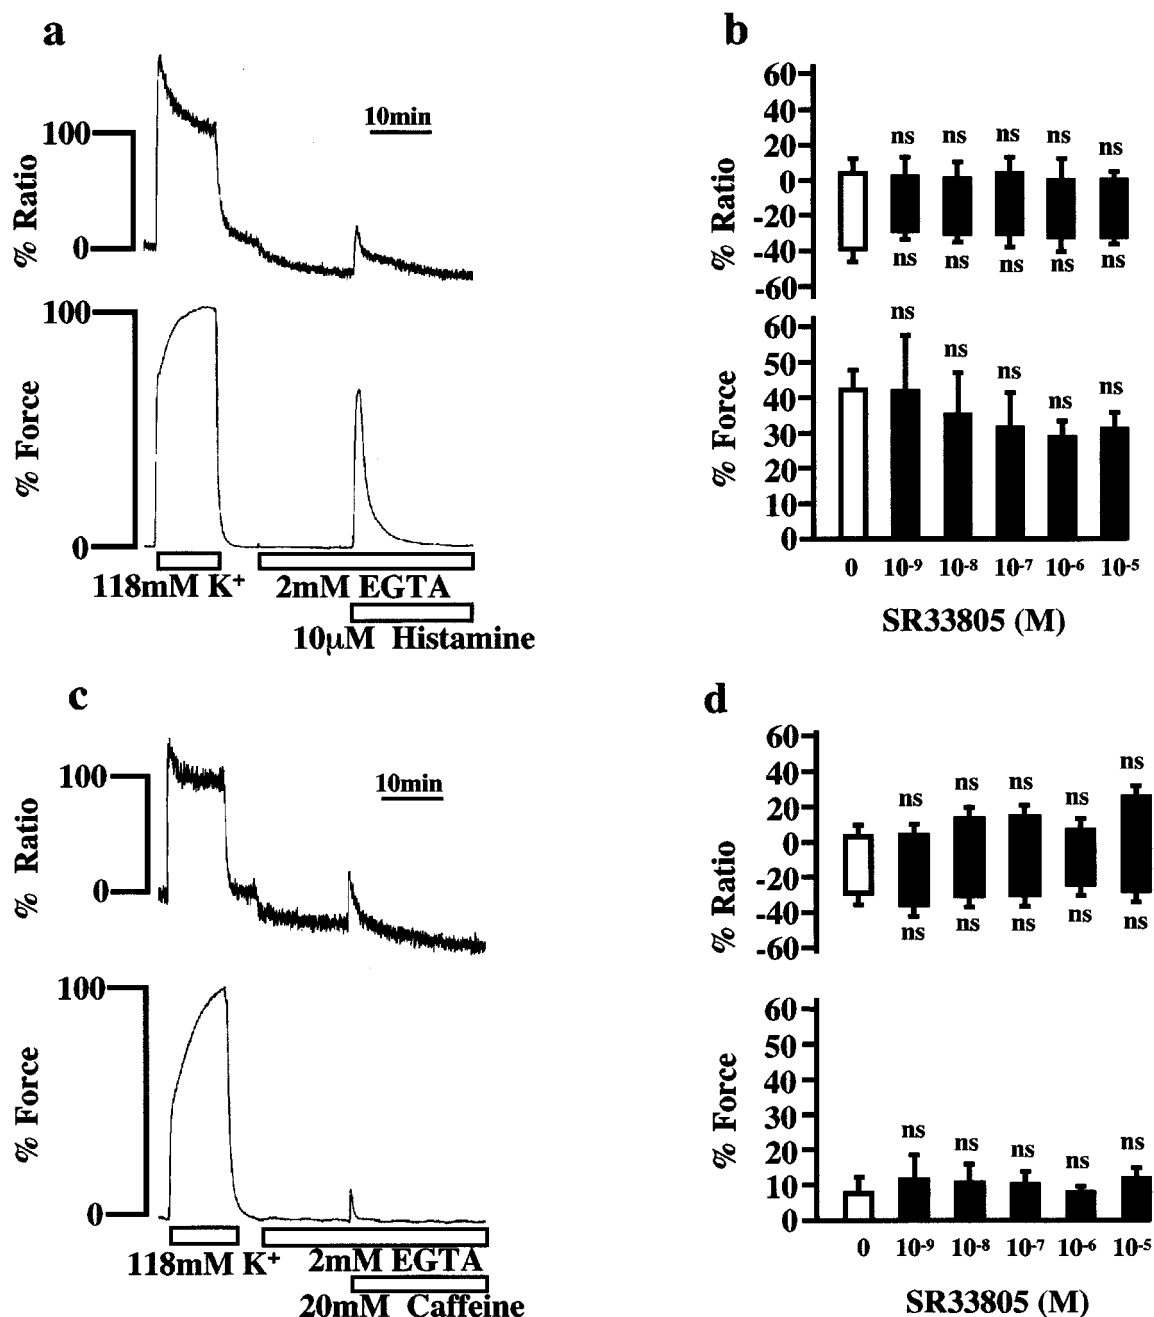 a
10min
100
0
% Ratio
100
0
% Force
118mM K⁺
2mM EGTA
10μM Histamine
b
60
40
20
0
-20
-40
-60
% Ratio
ns ns ns ns ns
ns ns ns ns ns
60
50
40
30
20
10
0
% Force
ns ns ns ns ns
0 10⁻⁹ 10⁻⁸ 10⁻⁷ 10⁻⁶ 10⁻⁵
SR33805 (M)
c
10min
100
0
% Ratio
100
0
% Force
118mM K⁺
2mM EGTA
20mM Caffeine
d
60
40
20
0
-20
-40
-60
% Ratio
ns ns ns ns ns
ns ns ns ns ns
60
50
40
30
20
10
0
% Force
ns ns ns ns ns
0 10⁻⁹ 10⁻⁸ 10⁻⁷ 10⁻⁶ 10⁻⁵
SR33805 (M)